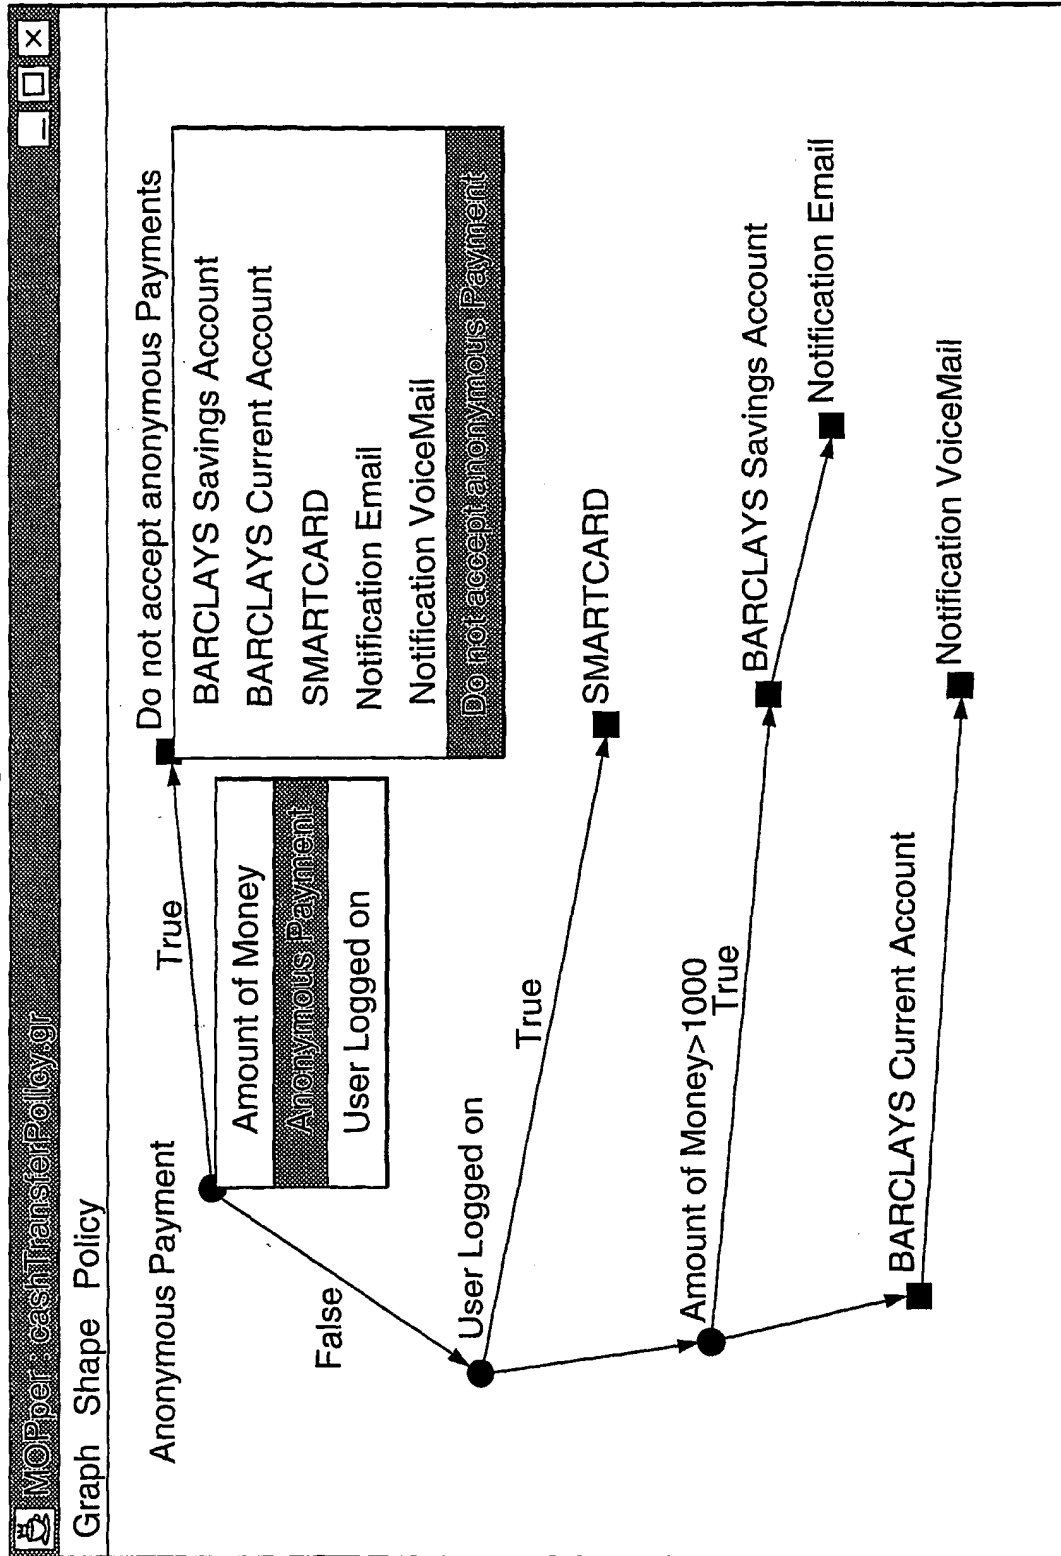 MOPper : cashTransferPolicy.gr
Graph Shape Policy
Anonymous Payment
True
Do not accept anonymous Payments
Amount of Money
Anonymous Payment
User Logged on
BARCLAYS Savings Account
BARCLAYS Current Account
SMARTCARD
Notification Email
Notification VoiceMail
Do not accept anonymous Payment
False
User Logged on
True
SMARTCARD
Amount of Money>1000
True
BARCLAYS Savings Account
Notification Email
BARCLAYS Current Account
Notification VoiceMail